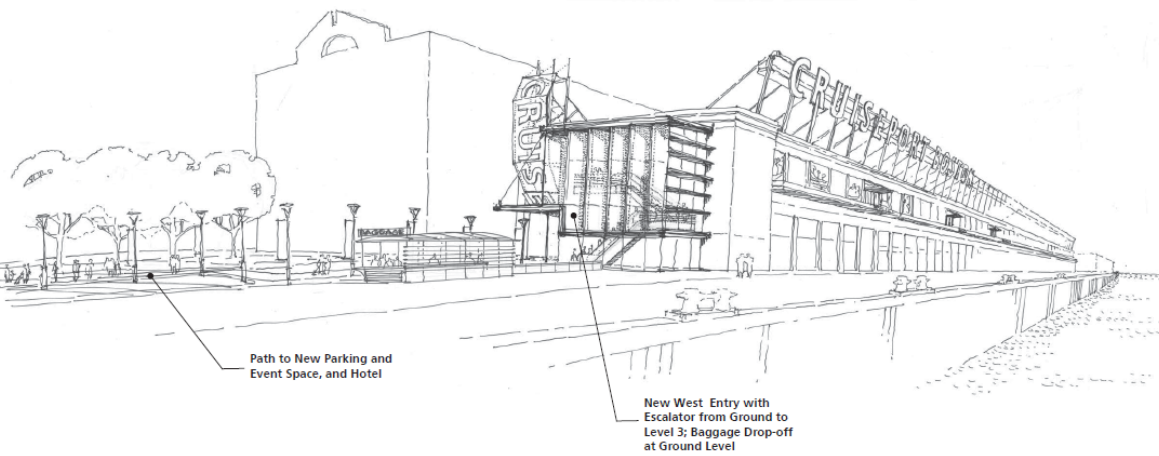 CRUISE
CRUISEPORT BOSTON
BAGGAGE
Path to New Parking and
Event Space, and Hotel
New West Entry with
Escalator from Ground to
Level 3; Baggage Drop-off
at Ground Level